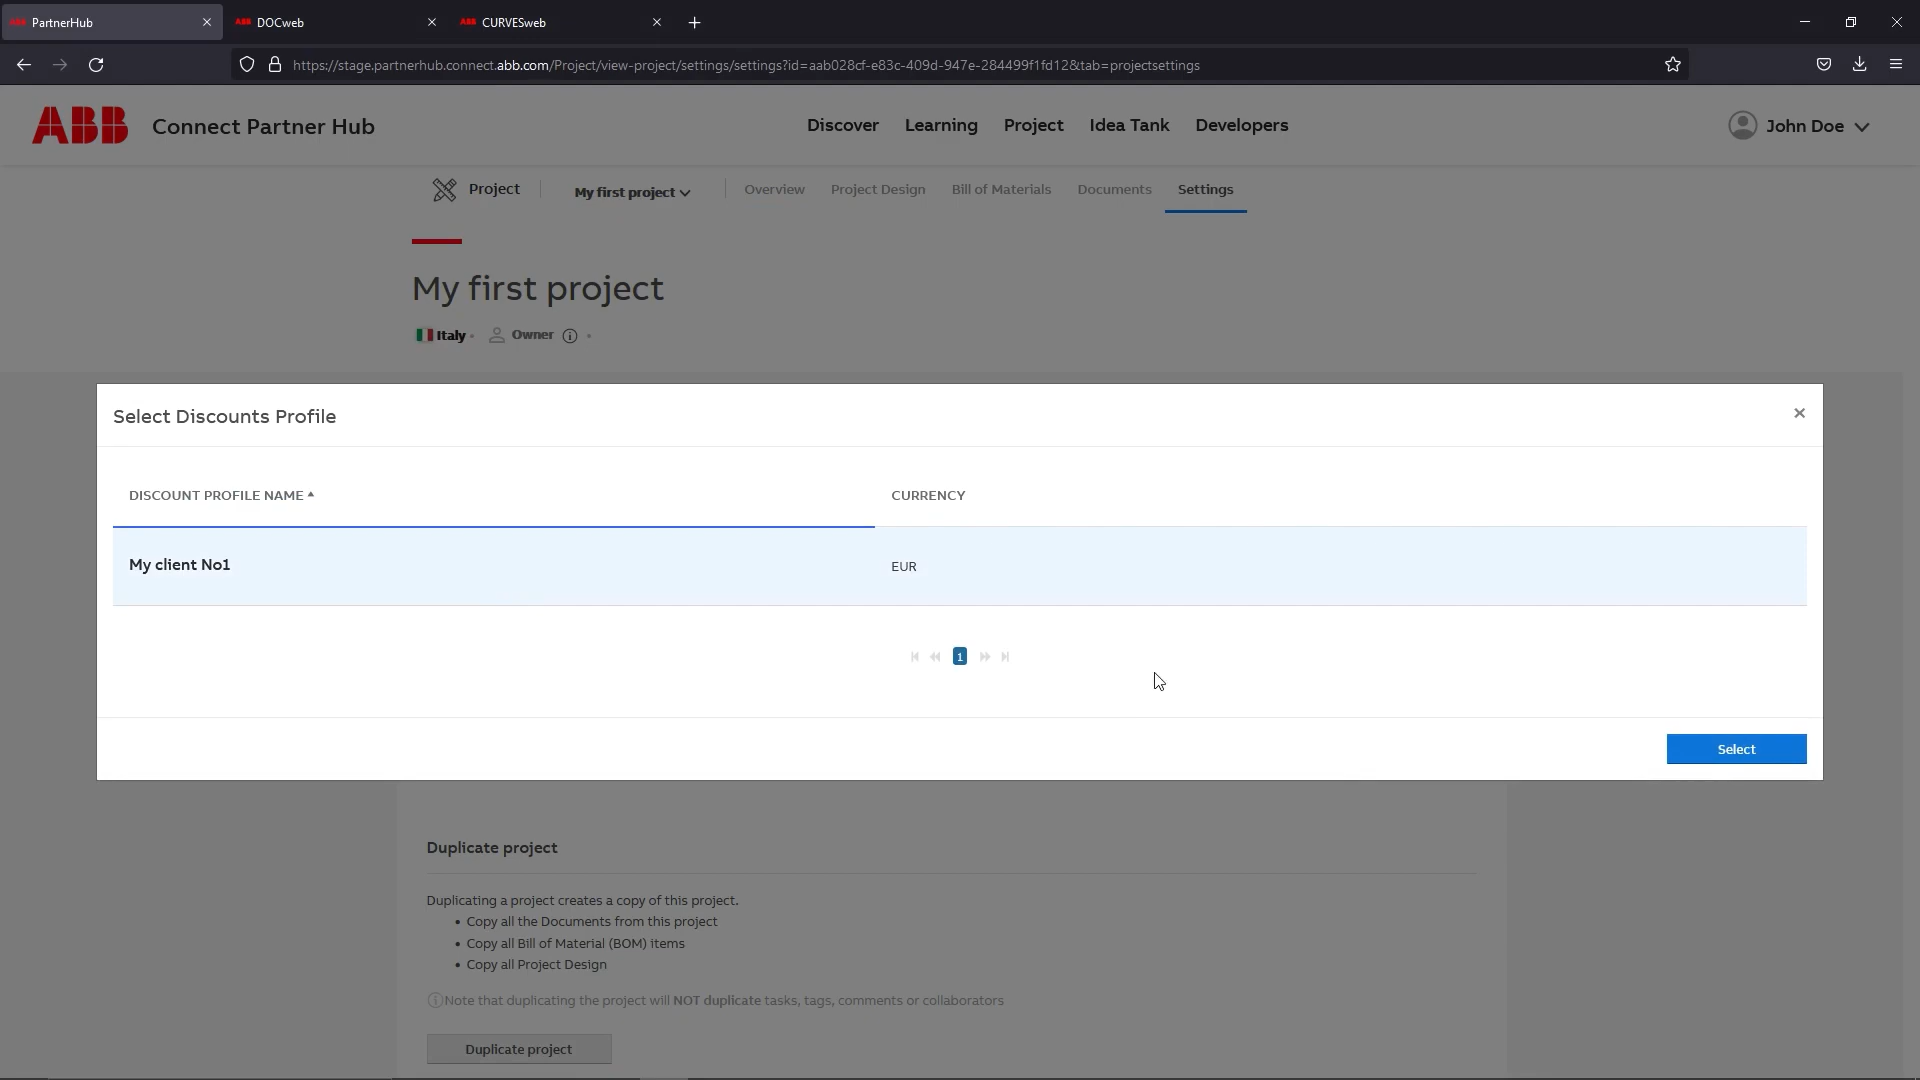 PartnerHub
DOCweb
CURVESweb
https://stage.partnerhub.connect.abb.com/Project/view-project/settings/settings?id=aab028cf-e83c-409d-947e-284499f1fd12&tab=projectsettings
ABB
Connect Partner Hub
Discover
Learning
Project
Idea Tank
Developers
John Doe
Project
My first project
Overview
Project Design
Bill of Materials
Documents
Settings
My first project
Italy
Owner
Select Discounts Profile
DISCOUNT PROFILE NAME
CURRENCY
My client No1
EUR
1
Select
Duplicate project
Duplicating a project creates a copy of this project.
• Copy all the Documents from this project
• Copy all Bill of Material (BOM) items
• Copy all Project Design
Note that duplicating the project will NOT duplicate tasks, tags, comments or collaborators
Duplicate project